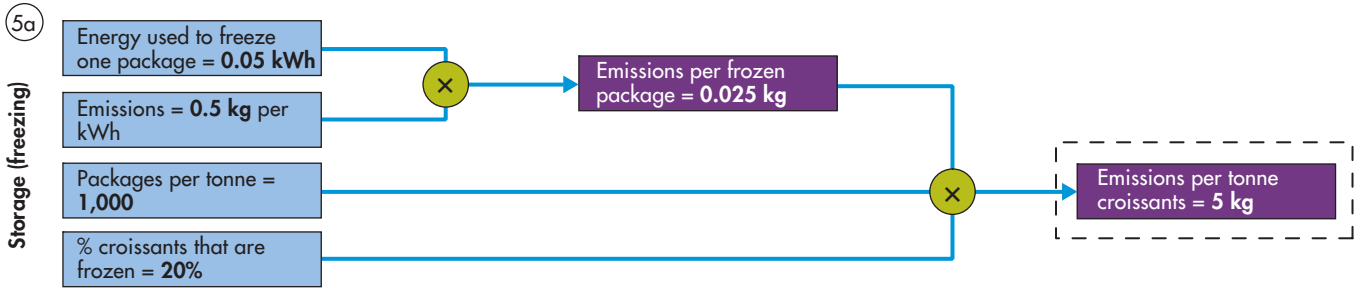 5a
Storage (freezing)
Energy used to freeze
one package = 0.05 kWh
Emissions = 0.5 kg per
kWh
×
Emissions per frozen
package = 0.025 kg
Packages per tonne =
1,000
% croissants that are
frozen = 20%
×
Emissions per tonne
croissants = 5 kg